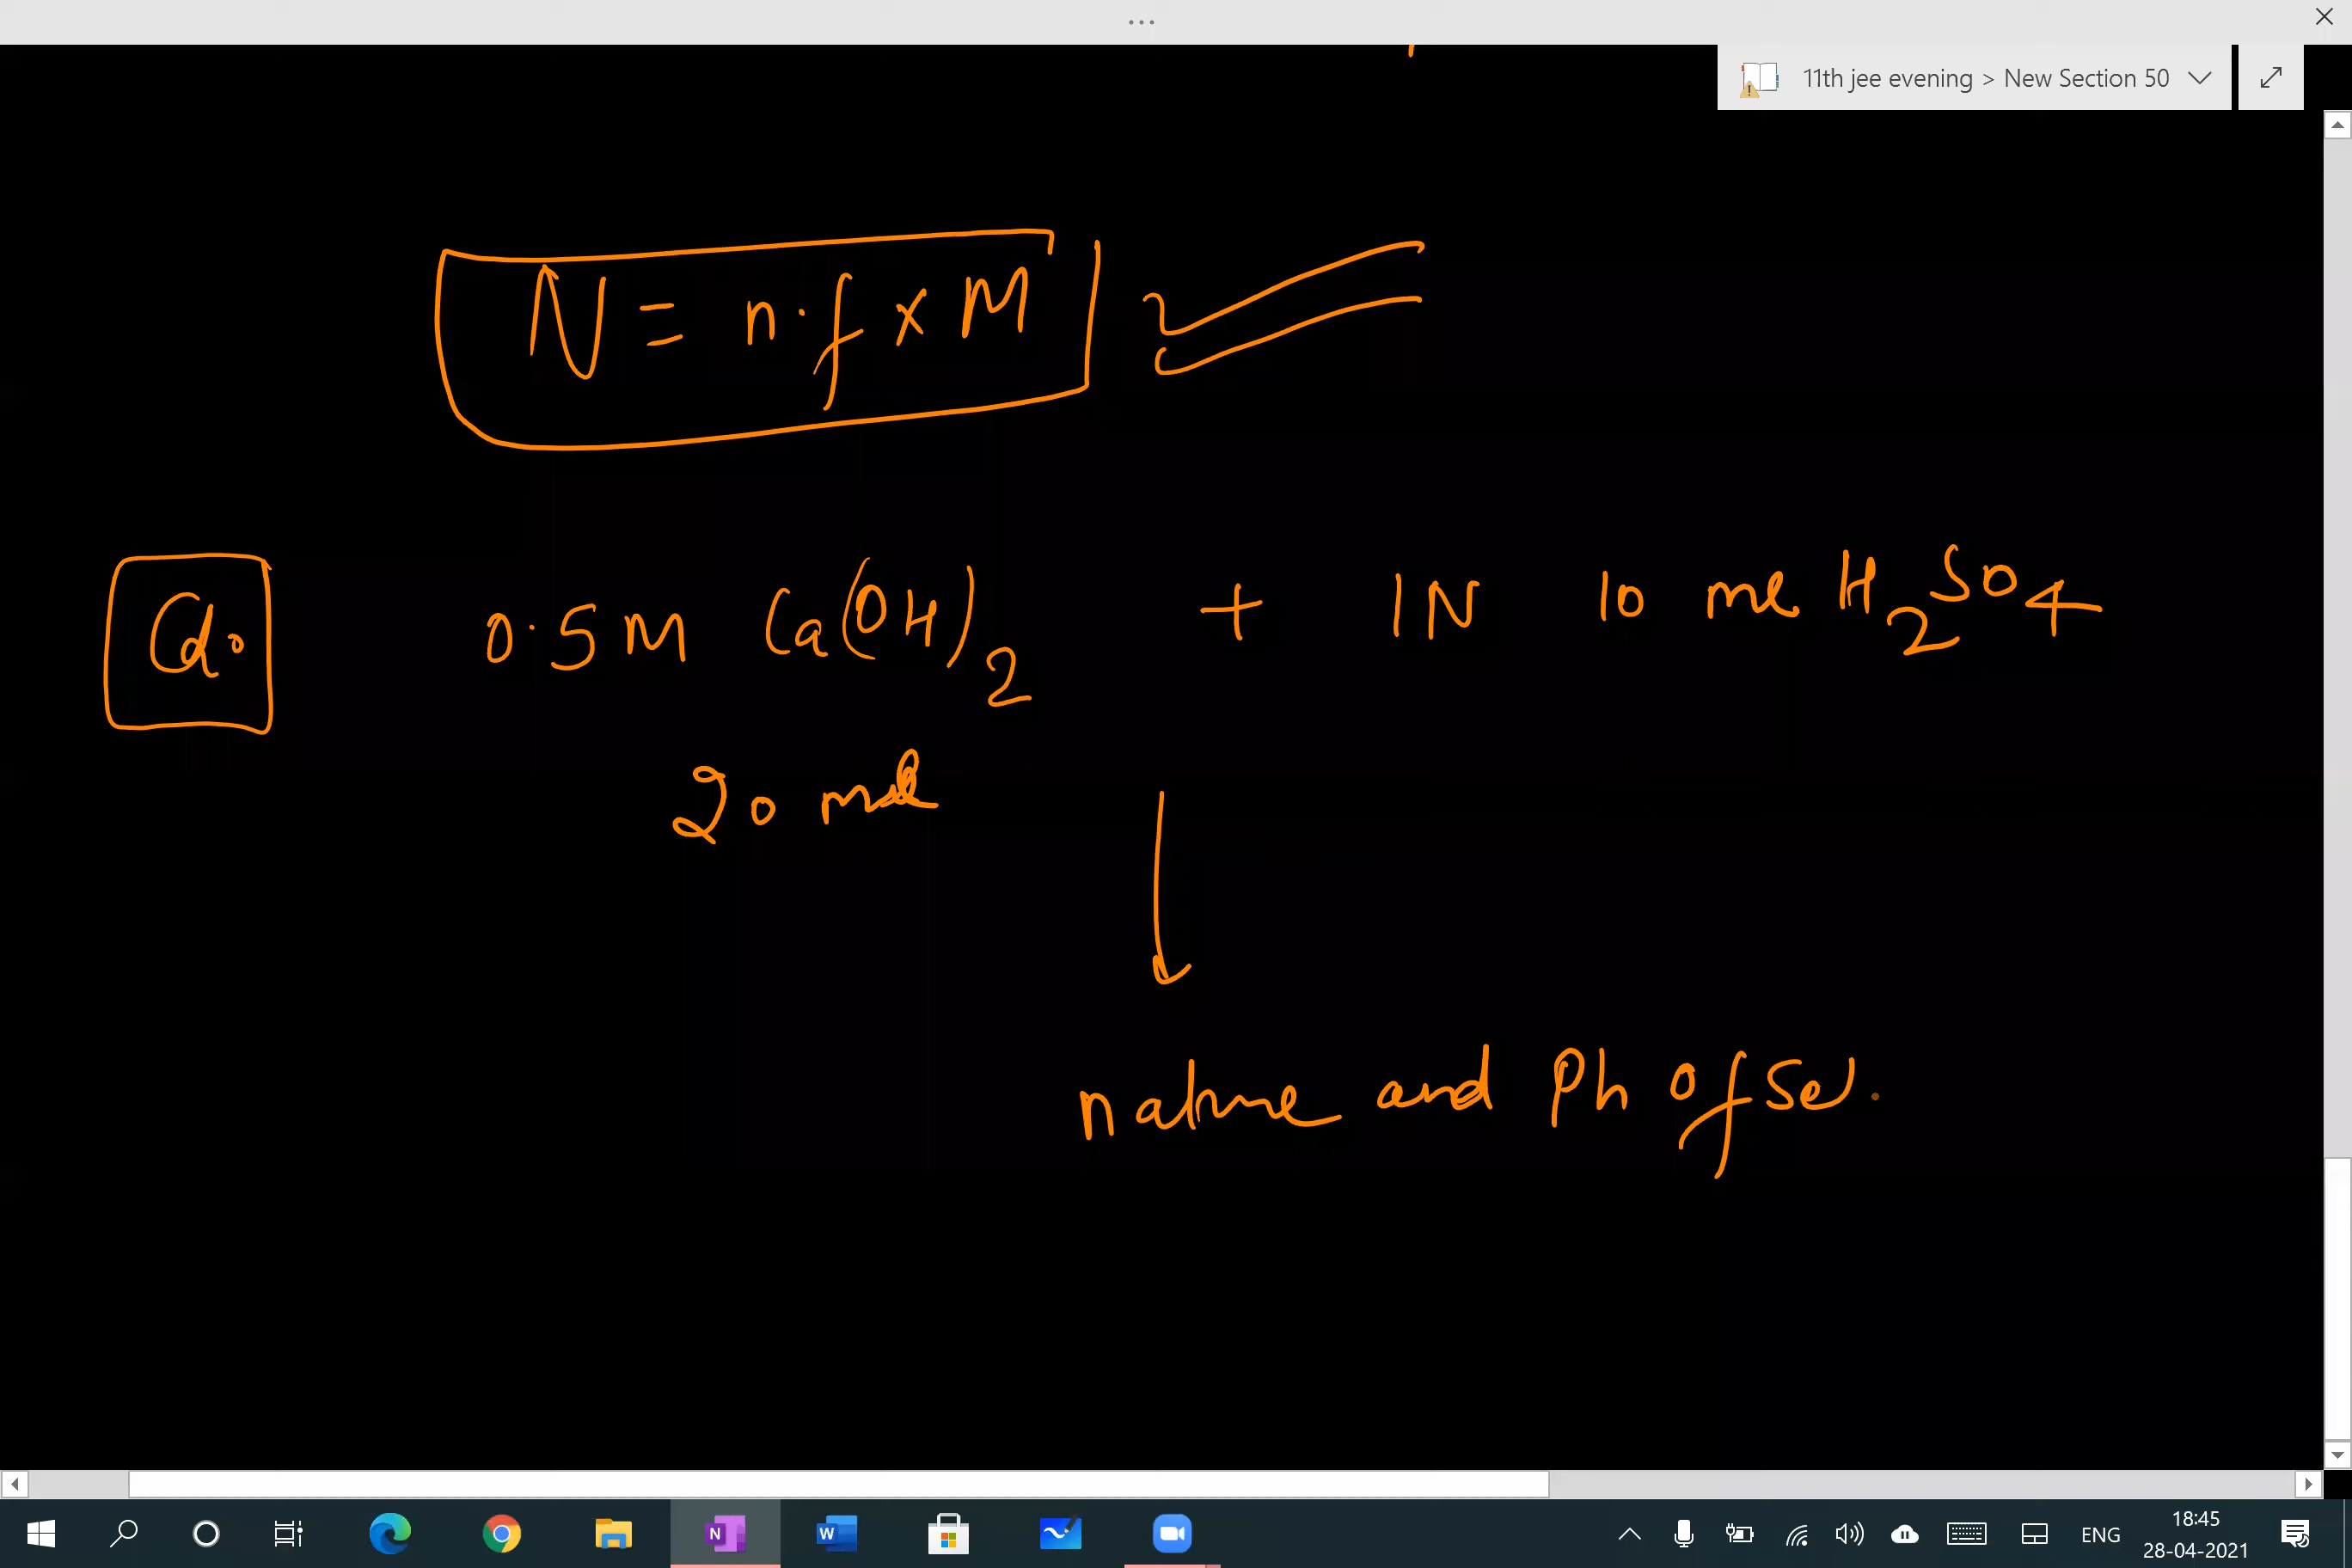 11th jee evening > New Section 50
N = n.f × M
Q. 0.5M Ca(OH)2 + 1N 10 ml H2SO4
20 ml
nature and Ph of Sol.
ENG
18:45
28-04-2021